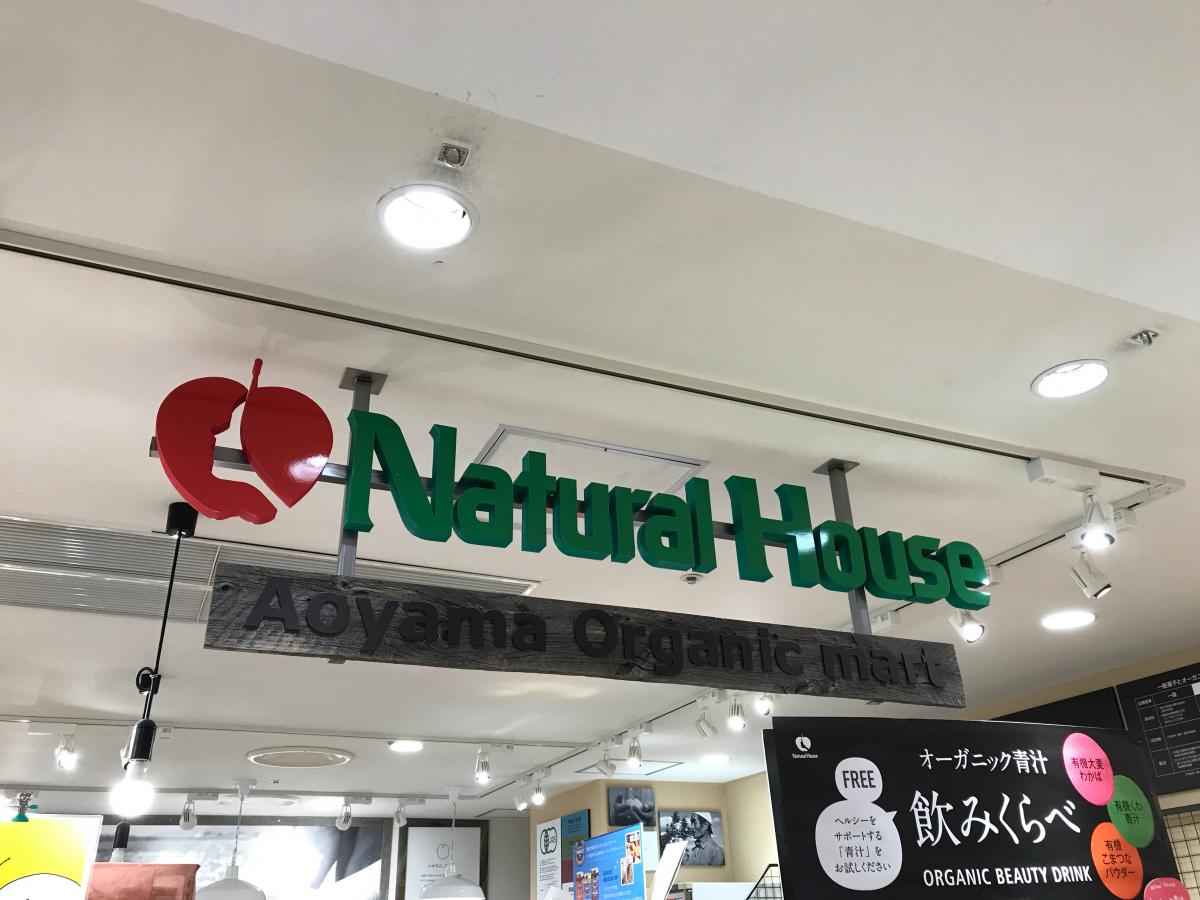 Natural House
Aoyama Organic mart
Natural House
オーガニック青汁
FREE
ヘルシーを
サポートする
「青汁」を
お試しください
飲みくらべ
ORGANIC BEAUTY DRINK
有機大麦
わかば
有機くわ
青汁
有機
こまつな
パウダー